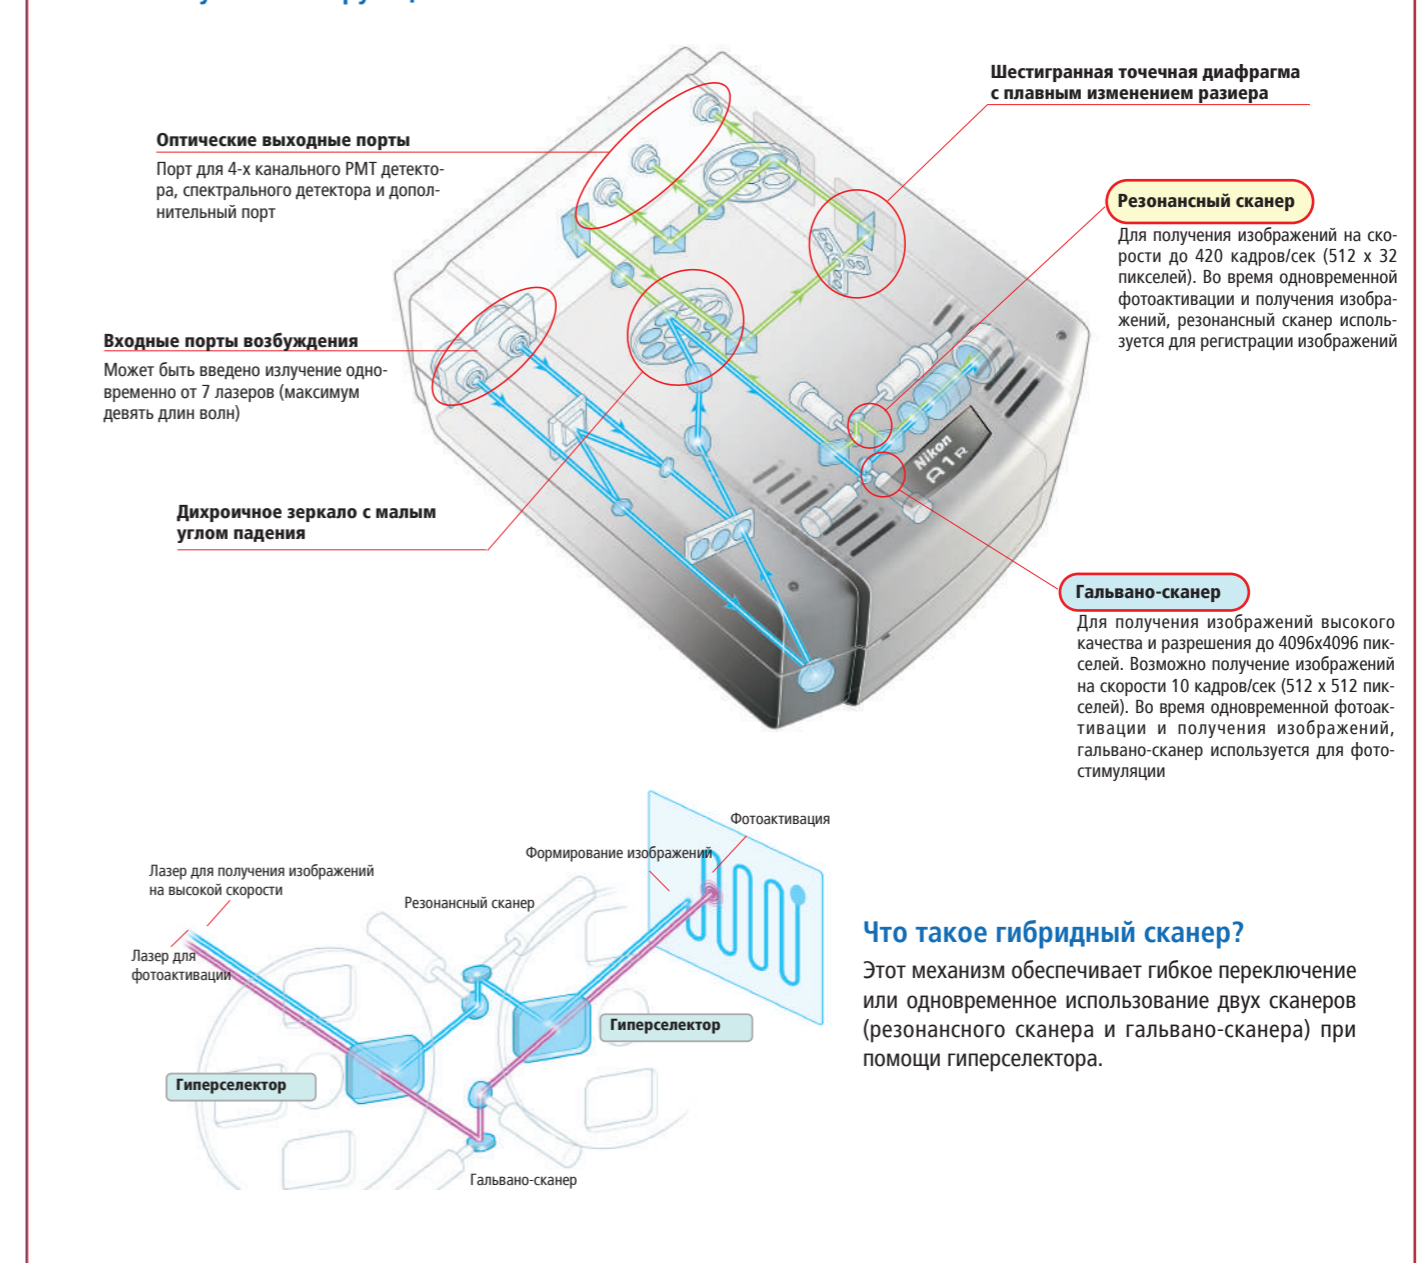 Шестигранная точечная диафрагма
с плавным изменением разиера
Оптические выходные порты
Порт для 4-х канального PMT детекто-
ра, спектрального детектора и допол-
нительный порт
Резонансный сканер
Для получения изображений на ско-
рости до 420 кадров/сек (512 x 32
пикселей). Во время одновременной
фотоактивации и получения изобра-
жений, резонансный сканер исполь-
зуется для регистрации изображений
Входные порты возбуждения
Может быть введено излучение одно-
временно от 7 лазеров (максимум
девять длин волн)
Nikon
A1R
Дихроичное зеркало с малым
углом падения
Гальвано-сканер
Для получения изображений высокого
качества и разрешения до 4096x4096 пик-
селей. Возможно получение изображений
на скорости 10 кадров/сек (512 x 512 пик-
селей). Во время одновременной фотоак-
тивации и получения изображений,
гальвано-сканер используется для фото-
стимуляции
Фотоактивация
Формирование изображений
Лазер для получения изображений
на высокой скорости
Резонансный сканер
Лазер для
фотоактивации
Гиперселектор
Гиперселектор
Гальвано-сканер
Что такое гибридный сканер?
Этот механизм обеспечивает гибкое переключение
или одновременное использование двух сканеров
(резонансного сканера и гальвано-сканера) при
помощи гиперселектора.